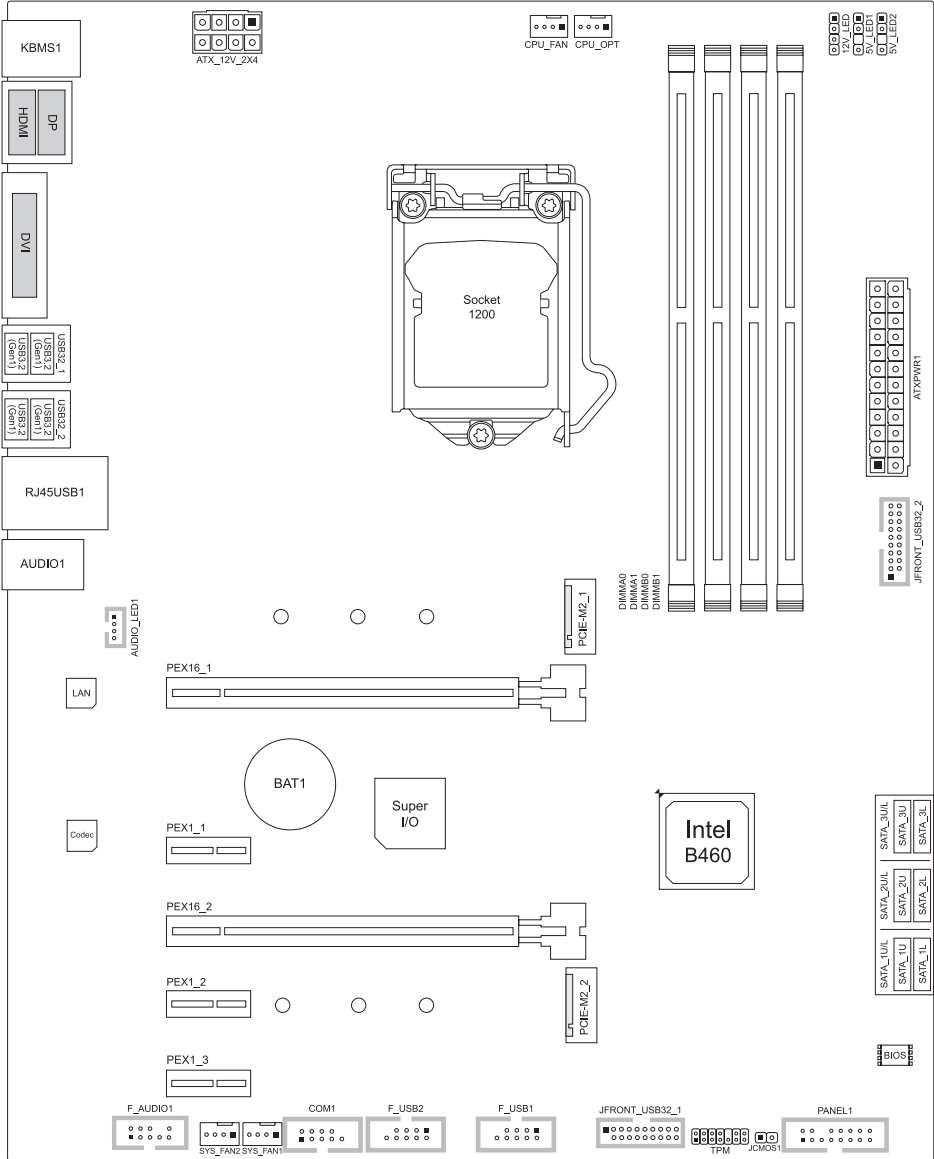 KBMS1
ATX_12V_2X4
CPU_FAN
CPU_OPT
12V_LED
5V_LED1
5V_LED2
HDMI
DP
DVI
Socket
1200
USB3.2
(Gen1)
USB3.2
(Gen1)
USB32_1
USB3.2
(Gen1)
USB3.2
(Gen1)
USB32_2
ATXPWR1
RJ45USB1
JFRONT_USB32_2
AUDIO1
DIMMA0
DIMMA1
DIMMB0
DIMMB1
AUDIO_LED1
PCIE-M2_1
PEX16_1
LAN
BAT1
Super
I/O
Intel
B460
Codec
PEX1_1
SATA_3U/L
SATA_3U
SATA_3L
SATA_2U/L
SATA_2U
SATA_2L
SATA_1U/L
SATA_1U
SATA_1L
PEX16_2
PEX1_2
PCIE-M2_2
BIOS
PEX1_3
F_AUDIO1
SYS_FAN2
SYS_FAN1
COM1
F_USB2
F_USB1
JFRONT_USB32_1
TPM
JCMOS1
PANEL1